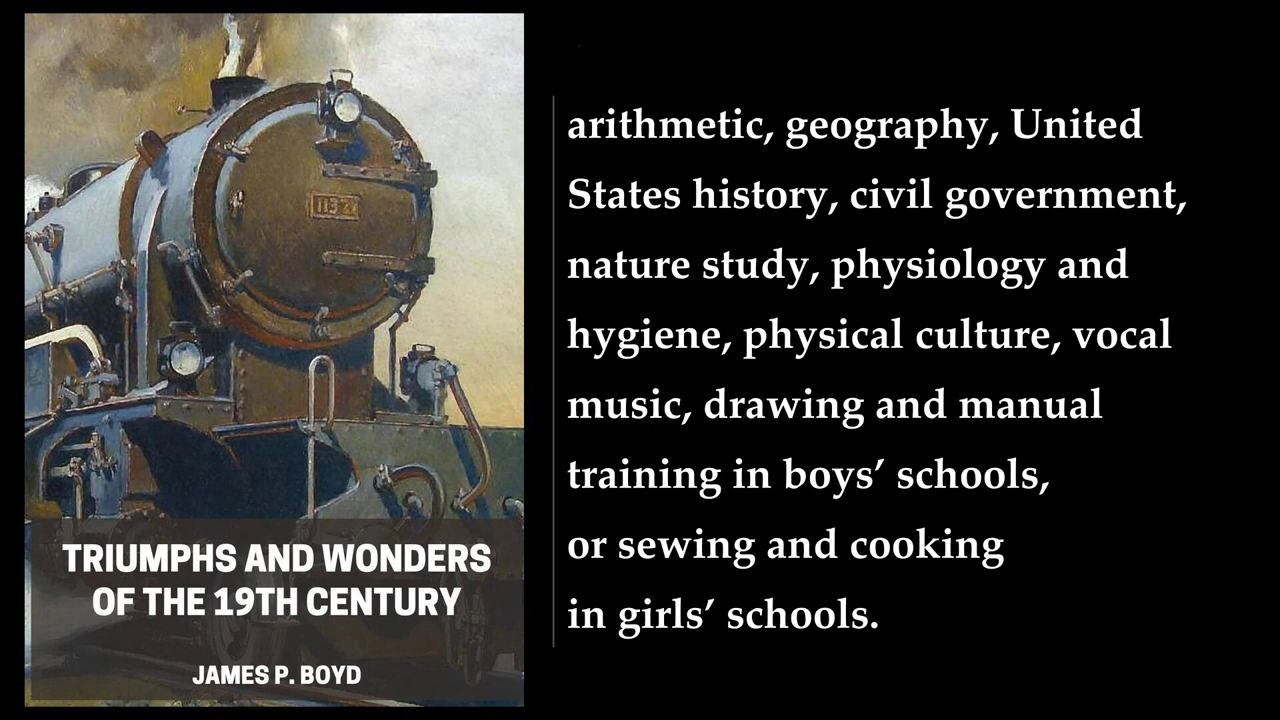 TRIUMPHS AND WONDERS
OF THE 19TH CENTURY
JAMES P. BOYD
arithmetic, geography, United
States history, civil government,
nature study, physiology and
hygiene, physical culture, vocal
music, drawing and manual
training in boys’ schools,
or sewing and cooking
in girls’ schools.